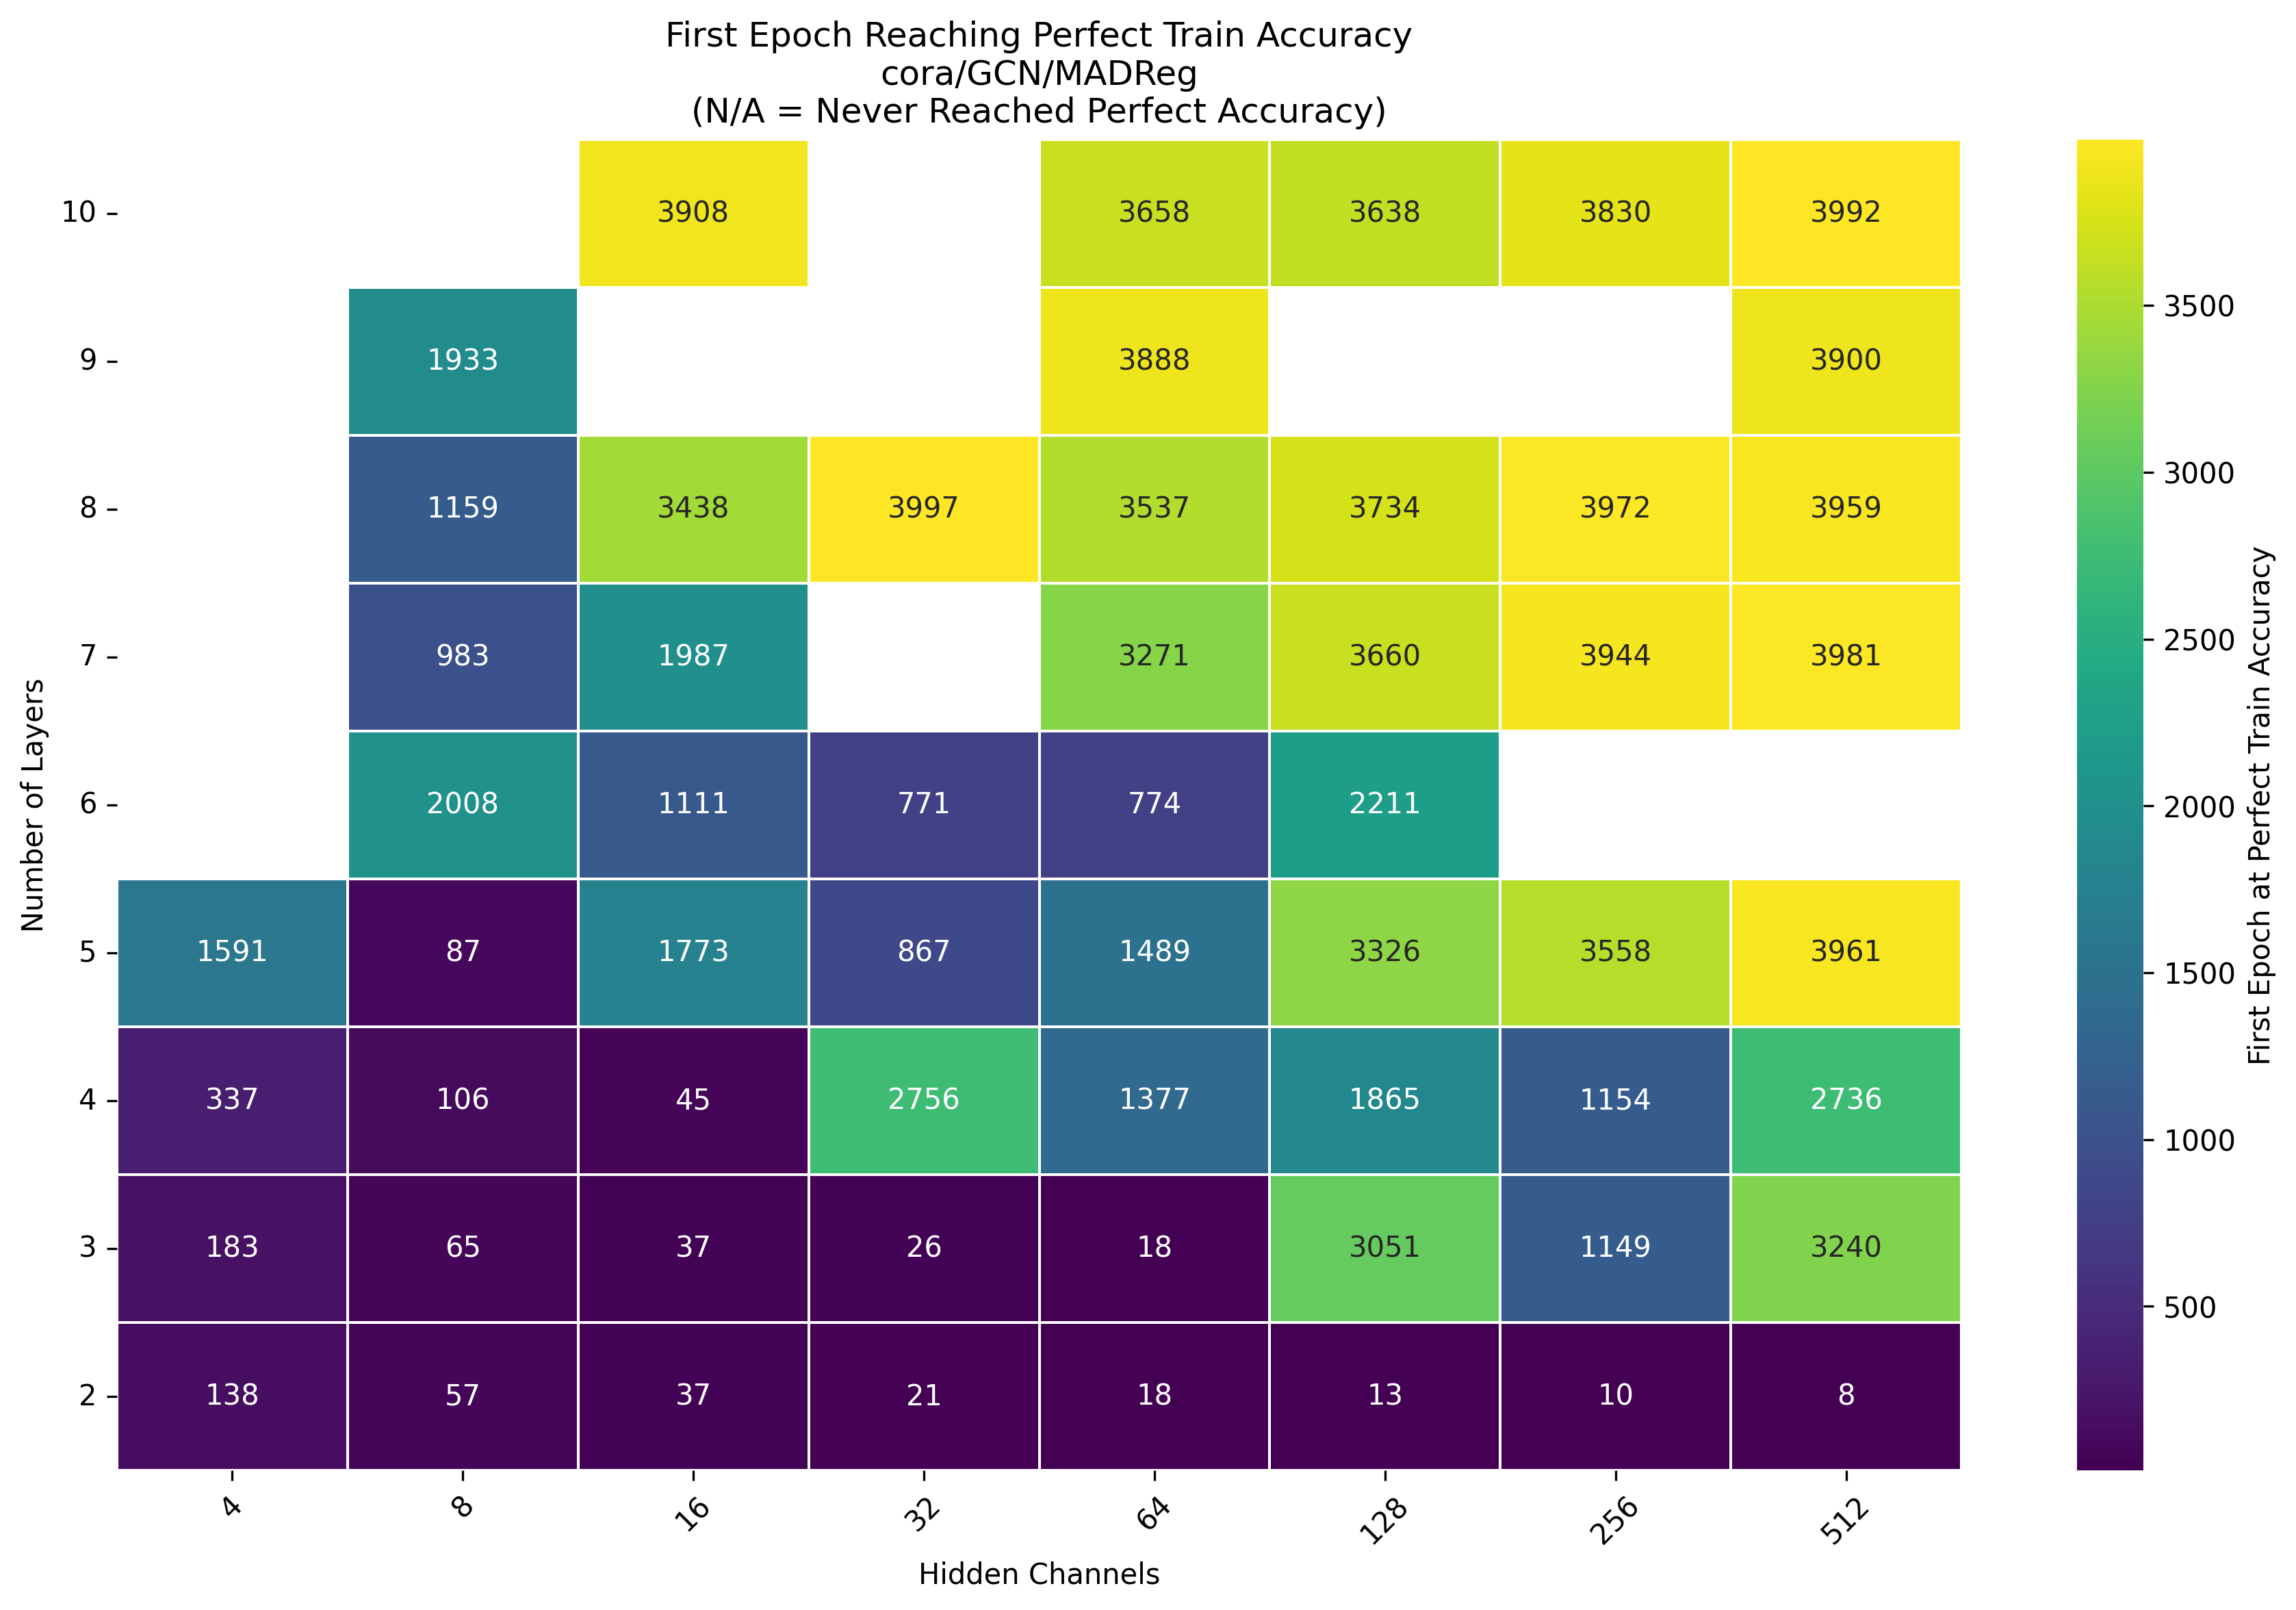 First Epoch Reaching Perfect Train Accuracy
cora/GCN/MADReg
(N/A = Never Reached Perfect Accuracy)
Number of Layers
10 3908 3658 3638 3830 3992
9 1933 3888 3900
8 1159 3438 3997 3537 3734 3972 3959
7 983 1987 3271 3660 3944 3981
6 2008 1111 771 774 2211
5 1591 87 1773 867 1489 3326 3558 3961
4 337 106 45 2756 1377 1865 1154 2736
3 183 65 37 26 18 3051 1149 3240
2 138 57 37 21 18 13 10 8
4 8 16 32 64 128 256 512
Hidden Channels
3500
3000
2500
2000
1500
1000
500
First Epoch at Perfect Train Accuracy